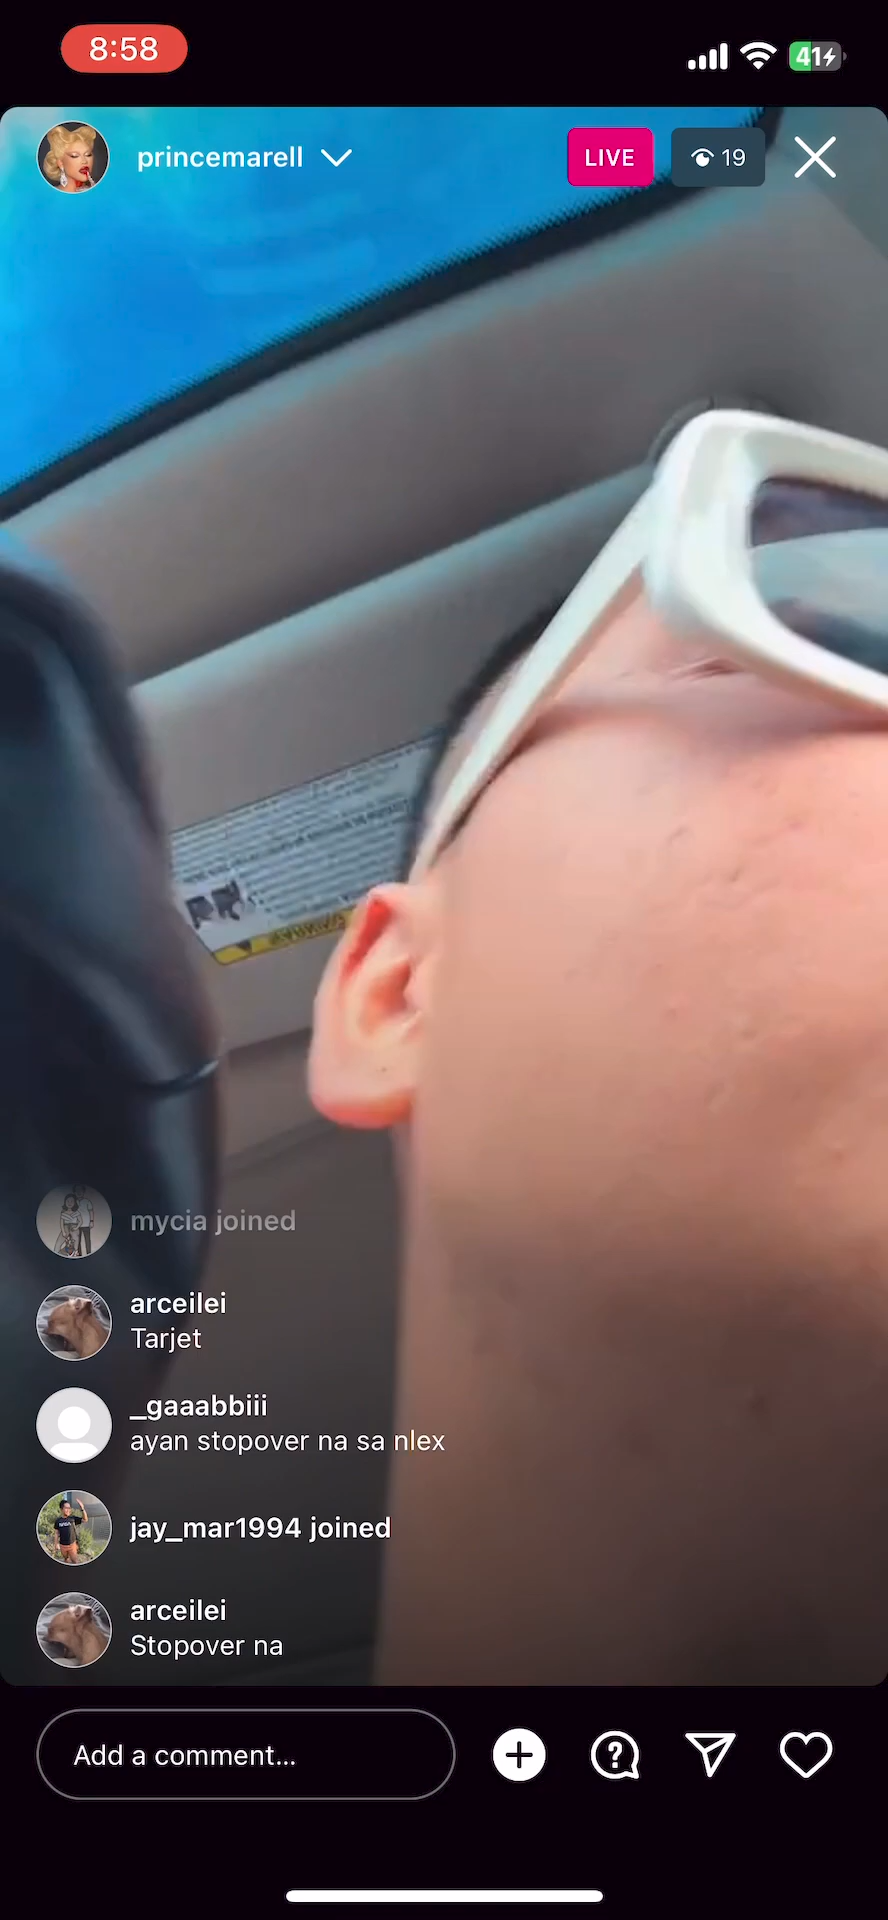 8:58
41
princemarell
LIVE
19
mycia joined
arceilei
Tarjet
_gaaabbiii
ayan stopover na sa nlex
jay_mar1994 joined
arceilei
Stopover na
Add a comment...